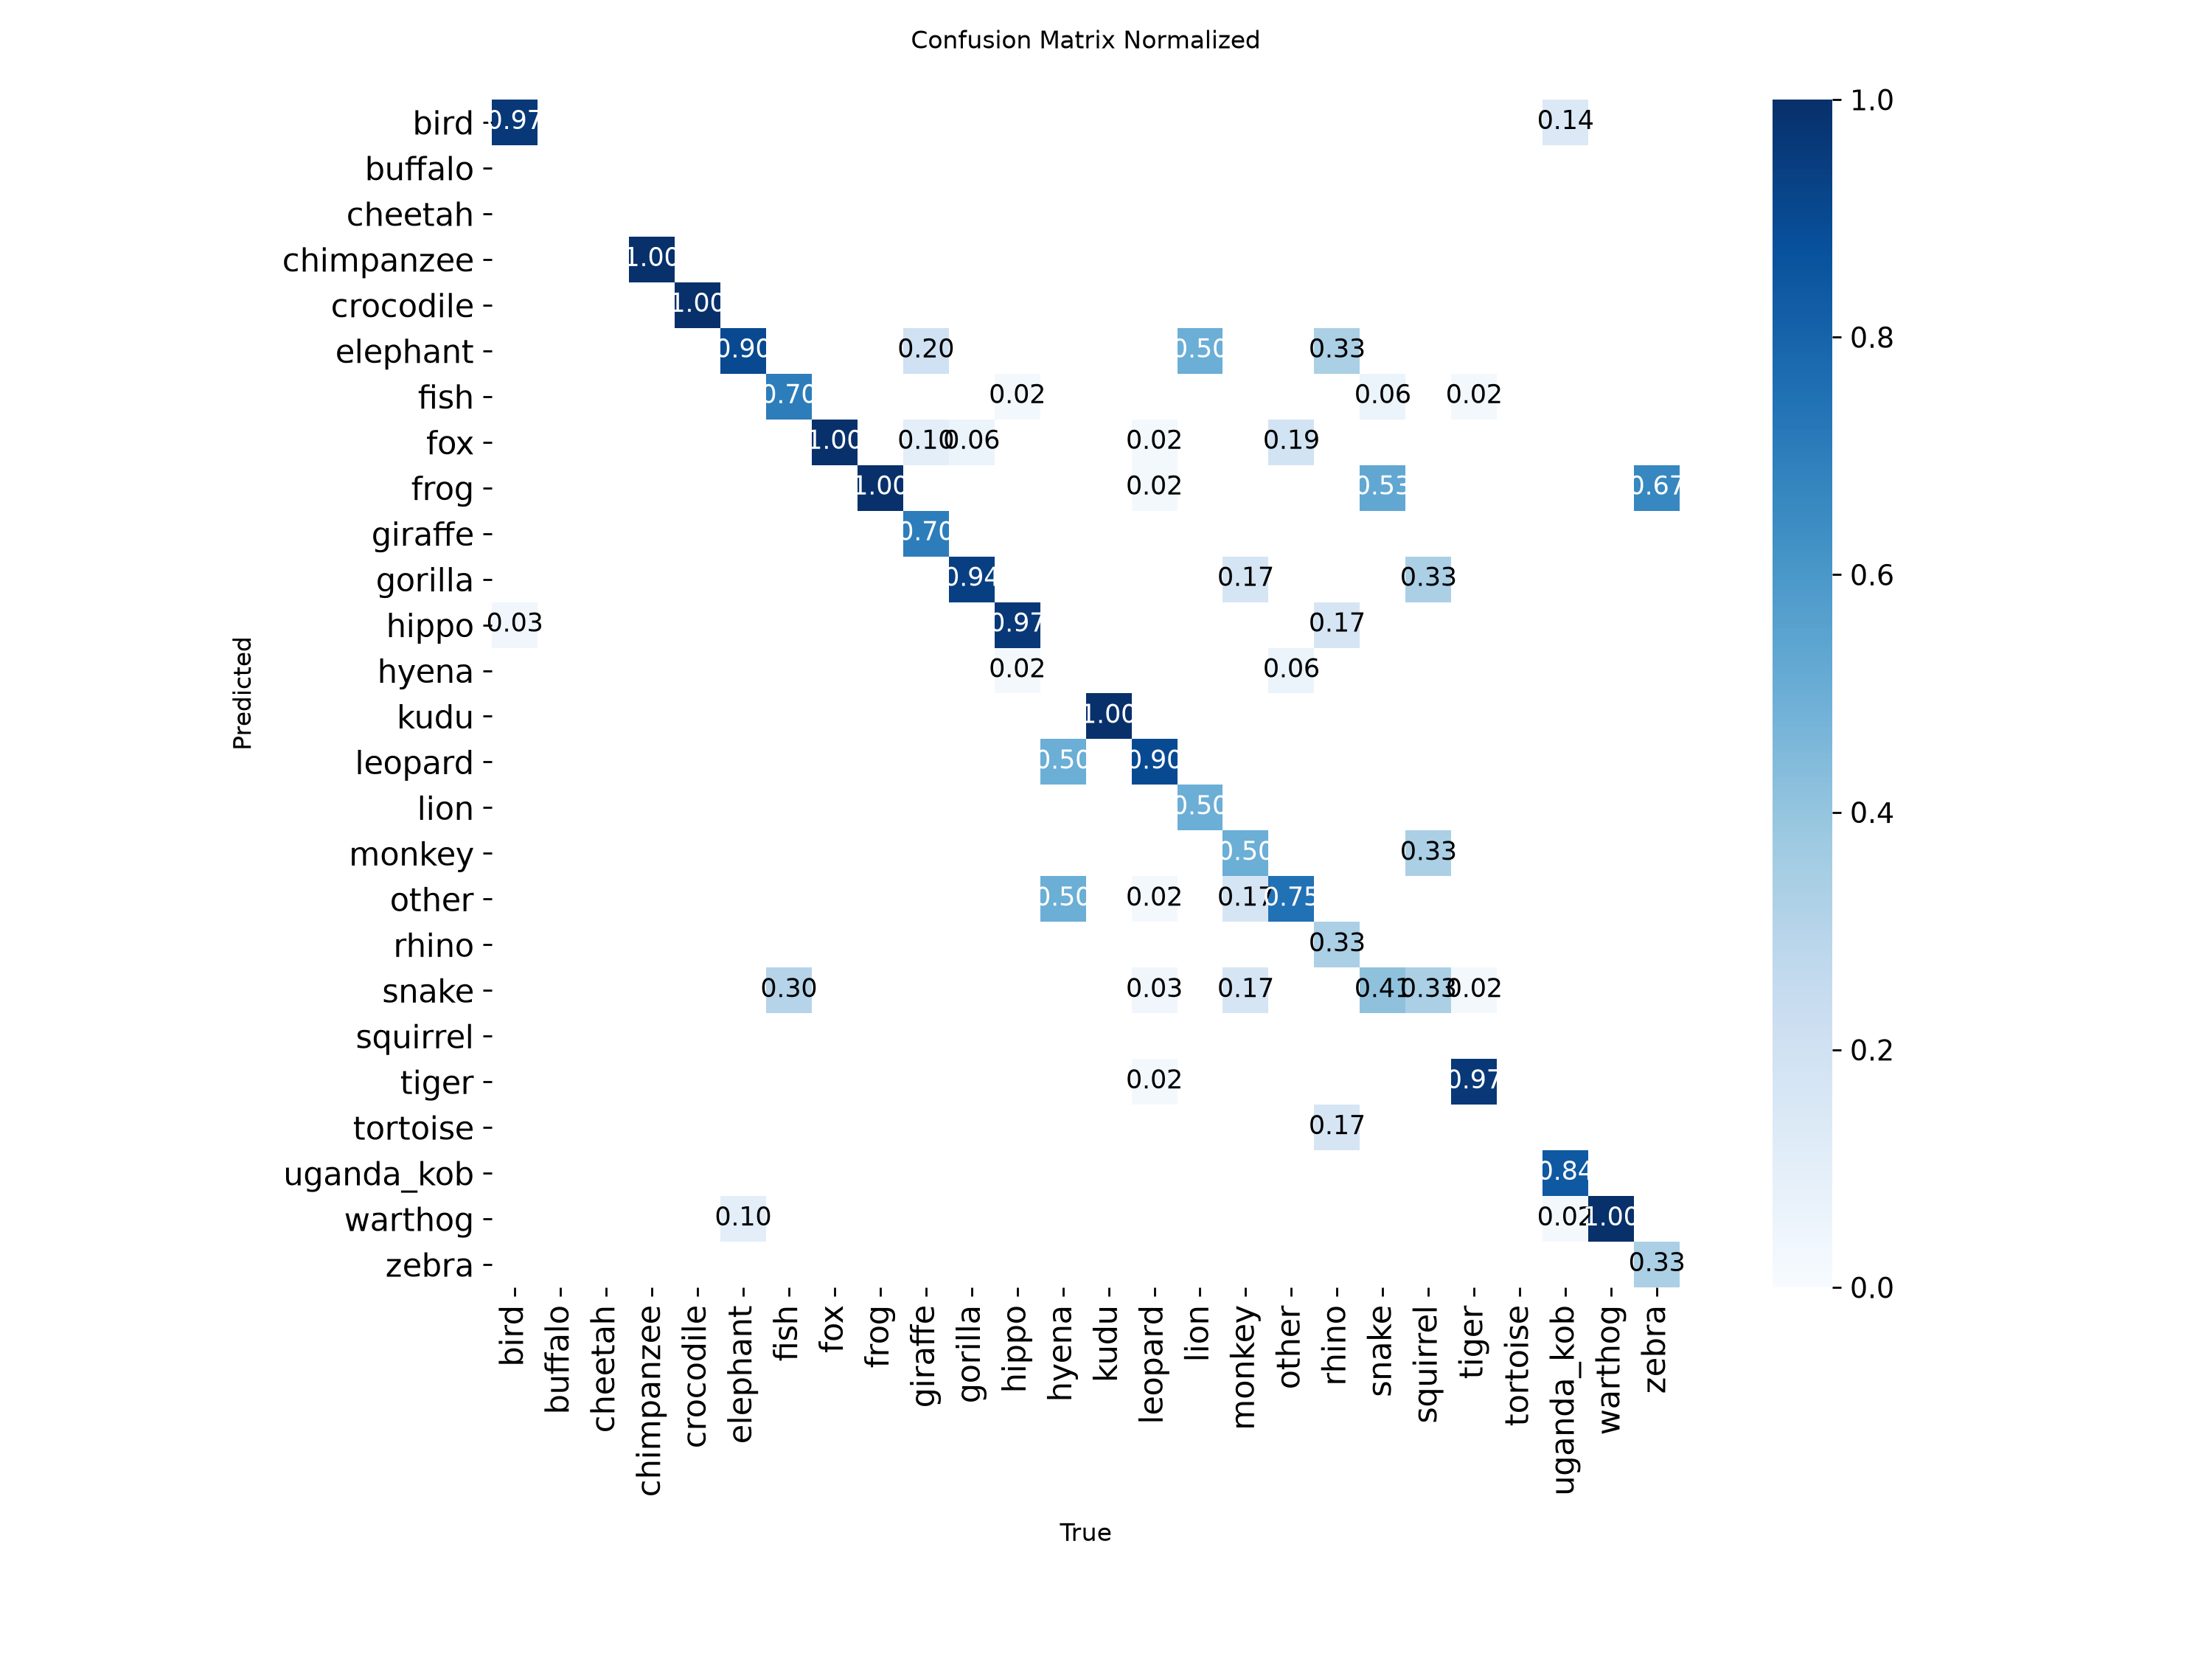 Confusion Matrix Normalized
bird 0.97 0.14
buffalo
cheetah
chimpanzee 1.00
crocodile 1.00
elephant 0.90 0.20 0.50 0.33
fish 0.70 0.02 0.06 0.02
fox 1.00 0.10 0.06 0.02 0.19
frog 1.00 0.02 0.53 0.67
giraffe 0.70
gorilla 0.94 0.17 0.33
hippo 0.03 0.97 0.17
hyena 0.02 0.06
kudu 1.00
leopard 0.50 0.90
lion 0.50
monkey 0.50 0.33
other 0.50 0.02 0.17 0.75
rhino 0.33
snake 0.30 0.03 0.17 0.41 0.33 0.02
squirrel
tiger 0.02 0.97
tortoise 0.17
uganda_kob 0.84
warthog 0.10 0.02 1.00
zebra 0.33
Predicted
bird
buffalo
cheetah
chimpanzee
crocodile
elephant
fish
fox
frog
giraffe
gorilla
hippo
hyena
kudu
leopard
lion
monkey
other
rhino
snake
squirrel
tiger
tortoise
uganda_kob
warthog
zebra
True
1.0
0.8
0.6
0.4
0.2
0.0